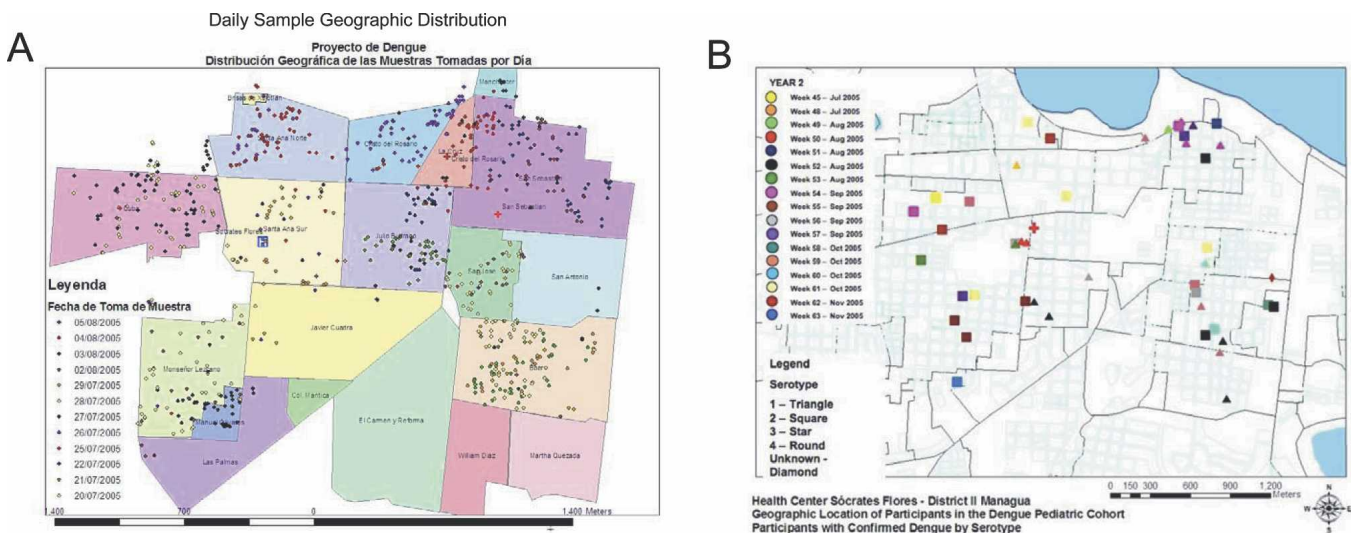 Daily Sample Geographic Distribution
A
Proyecto de Dengue
Distribución Geográfica de las Muestras Tomadas por Día
Manchester
Santa Ana Norte
Cristo del Rosario
La Cruz
Cristo del Rosario
San Sebastian
San Sebastian
Cuba
Sócrates Flores
Santa Ana Sur
H
Julio Buitrago
San Jose
San Antonio
Javier Cuadra
Monseñor Lezcano
Col. Mantica
Boero
El Carmen y Reforma
Las Palmas
William Diaz
Martha Quezada
Leyenda
Fecha de Toma de Muestra
05/08/2005
04/08/2005
03/08/2005
02/08/2005
29/07/2005
28/07/2005
27/07/2005
26/07/2005
25/07/2005
22/07/2005
21/07/2005
20/07/2005
1,400 700 0 1,400 Meters
B
YEAR 2
Week 45 – Jul 2005
Week 48 – Jul 2005
Week 49 – Aug 2005
Week 50 – Aug 2005
Week 51 – Aug 2005
Week 52 – Aug 2005
Week 53 – Aug 2005
Week 54 – Sep 2005
Week 55 – Sep 2005
Week 56 – Sep 2005
Week 57 – Sep 2005
Week 58 – Oct 2005
Week 59 – Oct 2005
Week 60 – Oct 2005
Week 61 – Oct 2005
Week 62 – Nov 2005
Week 63 – Nov 2005
Legend
Serotype
1 – Triangle
2 – Square
3 – Star
4 – Round
Unknown -
Diamond
0 150 300 600 900 1,200
Meters
N
W E
S
Health Center Sócrates Flores - District II Managua
Geographic Location of Participants in the Dengue Pediatric Cohort
Participants with Confirmed Dengue by Serotype